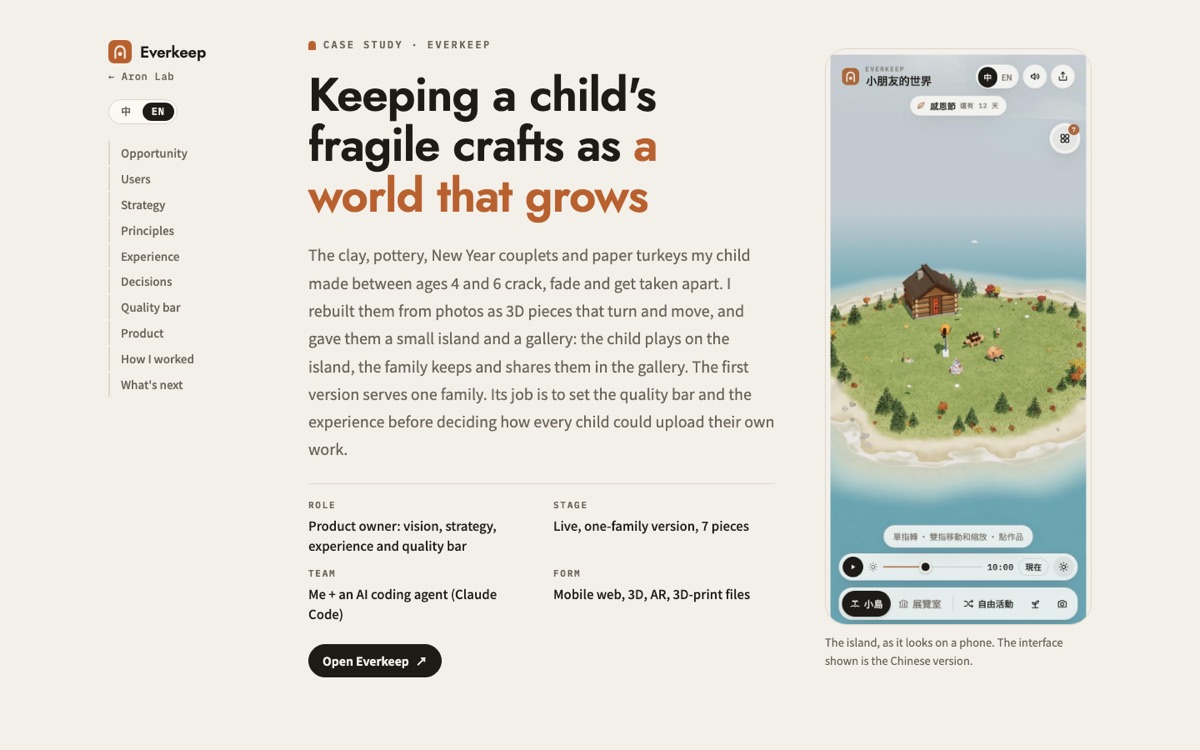 Everkeep
← Aron Lab
中 EN
Opportunity
Users
Strategy
Principles
Experience
Decisions
Quality bar
Product
How I worked
What's next
CASE STUDY · EVERKEEP
Keeping a child's
fragile crafts as a
world that grows
The clay, pottery, New Year couplets and paper turkeys my child
made between ages 4 and 6 crack, fade and get taken apart. I
rebuilt them from photos as 3D pieces that turn and move, and
gave them a small island and a gallery: the child plays on the
island, the family keeps and shares them in the gallery. The first
version serves one family. Its job is to set the quality bar and the
experience before deciding how every child could upload their own
work.
ROLE
Product owner: vision, strategy,
experience and quality bar
STAGE
Live, one-family version, 7 pieces
TEAM
Me + an AI coding agent (Claude
Code)
FORM
Mobile web, 3D, AR, 3D-print files
Open Everkeep ↗
EVERKEEP
小朋友的世界
中 EN
感恩節 還有 12 天
7
單指轉 · 雙指移動和縮放 · 點作品
10:00 現在
小島 展覽室 自由活動
The island, as it looks on a phone. The interface
shown is the Chinese version.